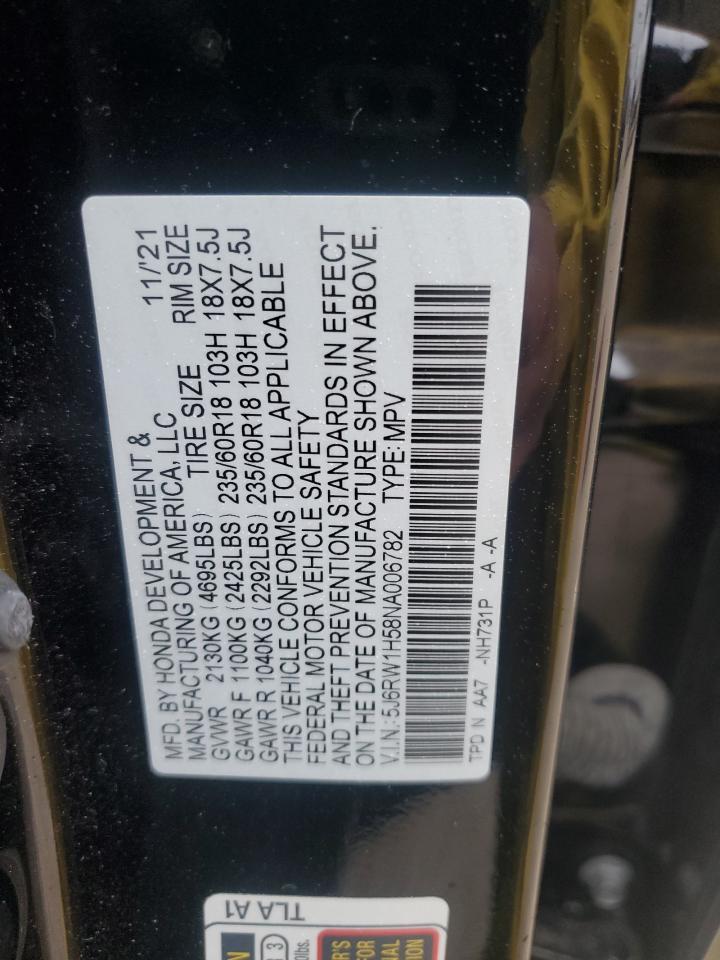 MFD. BY HONDA DEVELOPMENT & 11/'21
MANUFACTURING OF AMERICA, LLC
TIRE SIZE RIM SIZE
GVWR 2130KG (4695LBS)
GAWR F 1100KG (2425LBS) 235/60R18 103H 18X7.5J
GAWR R 1040KG (2292LBS) 235/60R18 103H 18X7.5J
THIS VEHICLE CONFORMS TO ALL APPLICABLE
FEDERAL MOTOR VEHICLE SAFETY
AND THEFT PREVENTION STANDARDS IN EFFECT
ON THE DATE OF MANUFACTURE SHOWN ABOVE.
V.I.N.: 5J6RW1H58NA006782 TYPE: MPV
TPD N AA7 -NH731P -A -A
TLA A1
3
FOR